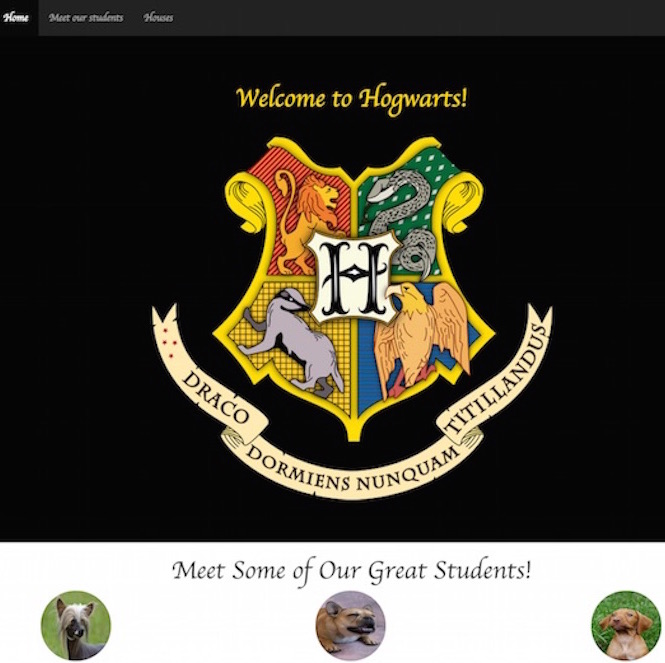 Home Meet our students Houses
Welcome to Hogwarts!
H
DRACO DORMIENS NUNQUAM TITILLANDUS
Meet Some of Our Great Students!